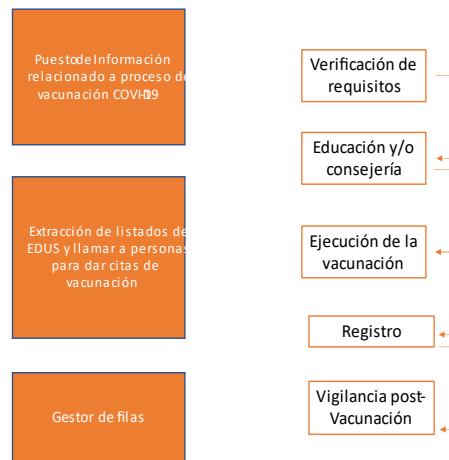 Puesto de Información
relacionado a proceso de
vacunación COVID-19
Extracción de listados de
EDUS y llamar a personas
para dar citas de
vacunación
Gestor de filas
Verificación de
requisitos
Educación y/o
consejería
Ejecución de la
vacunación
Registro
Vigilancia post-
Vacunación